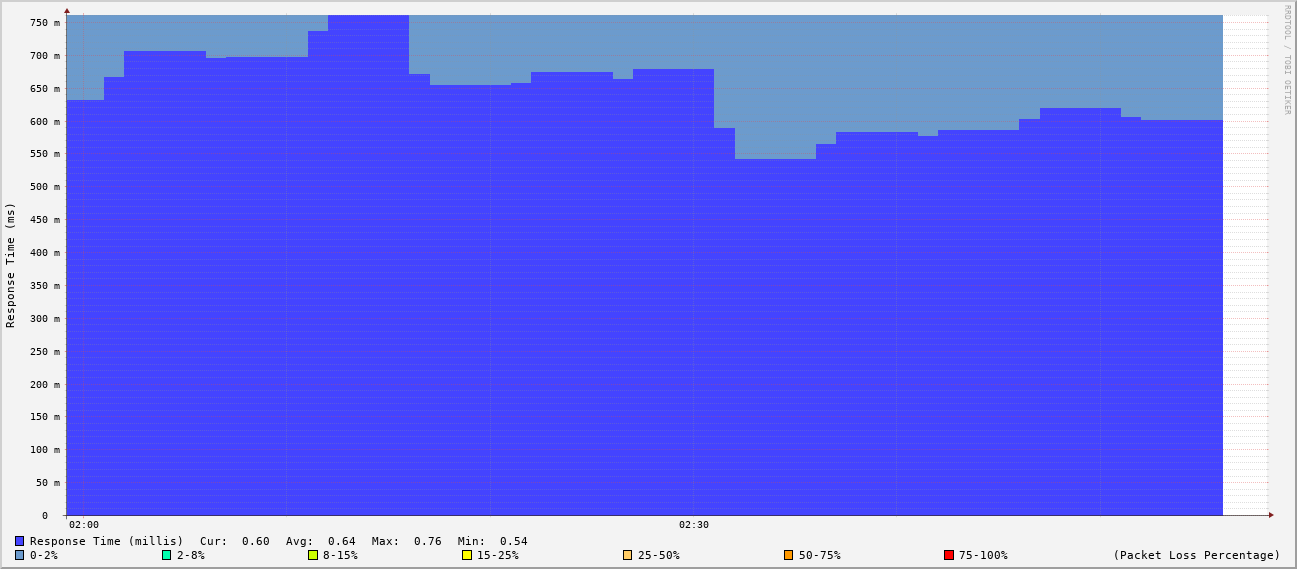 RRDTOOL / TOBI OETIKER
Response Time (ms)
750 m
700 m
650 m
600 m
550 m
500 m
450 m
400 m
350 m
300 m
250 m
200 m
150 m
100 m
50 m
0
02:00 02:30
Response Time (millis) Cur: 0.60 Avg: 0.64 Max: 0.76 Min: 0.54
0-2% 2-8% 8-15% 15-25% 25-50% 50-75% 75-100% (Packet Loss Percentage)